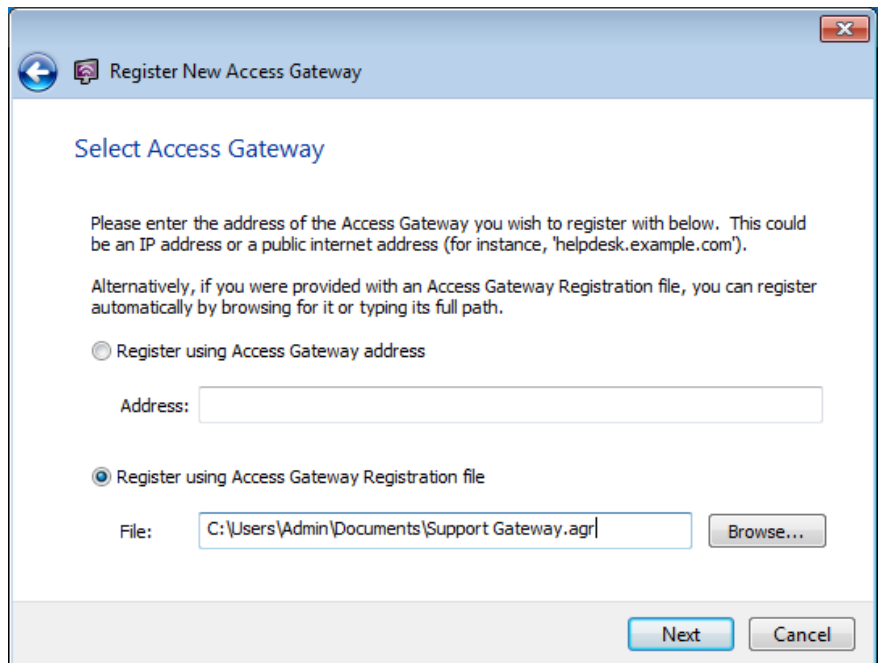 Register New Access Gateway
Select Access Gateway
Please enter the address of the Access Gateway you wish to register with below.  This could
be an IP address or a public internet address (for instance, 'helpdesk.example.com').
Alternatively, if you were provided with an Access Gateway Registration file, you can register
automatically by browsing for it or typing its full path.
Register using Access Gateway address
Address:
Register using Access Gateway Registration file
File: C:\Users\Admin\Documents\Support Gateway.agr Browse...
Next Cancel